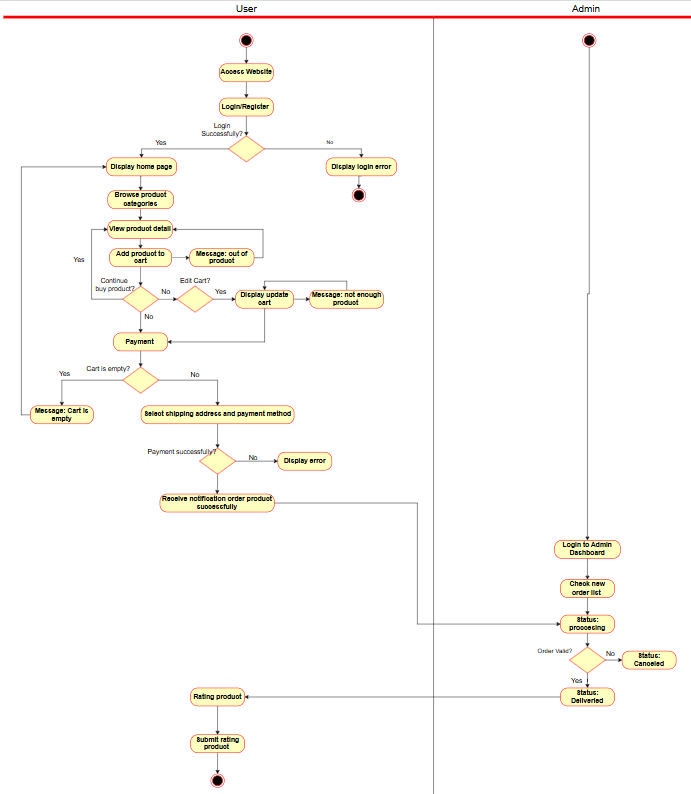 User
Admin
Access Website
Login/Register
Login
Successfully?
Yes
No
Display home page
Display login error
Browse product
categories
View product detail
Add product to
cart
Message: out of
product
Yes
Continue
buy product?
No
Edit Cart?
Yes
Display update
cart
Message: not enough
product
No
Payment
Cart is empty?
Yes
No
Message: Cart is
empty
Select shipping address and payment method
Payment successfully?
No
Display error
Receive notification order product
successfully
Login to Admin
Dashboard
Check new
order list
Status:
proccesing
Order Valid?
No
Status:
Canceled
Yes
Status:
Deliveried
Rating product
Submit rating
product